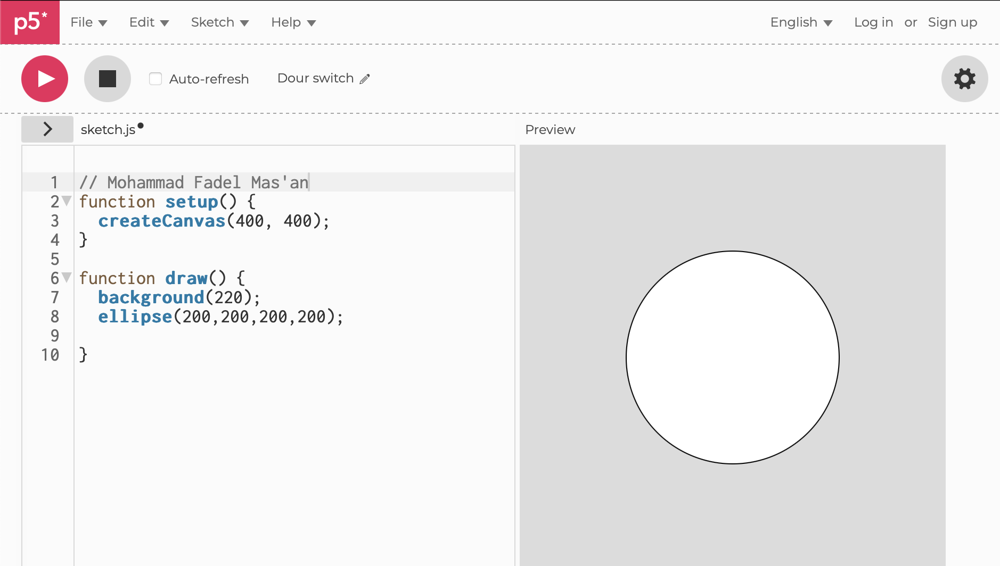 p5*
File Edit Sketch Help English Log in or Sign up
Auto-refresh Dour switch
sketch.js
Preview
1 // Mohammad Fadel Mas'an
2 function setup() {
3 createCanvas(400, 400);
4 }
5
6 function draw() {
7 background(220);
8 ellipse(200,200,200,200);
9
10 }